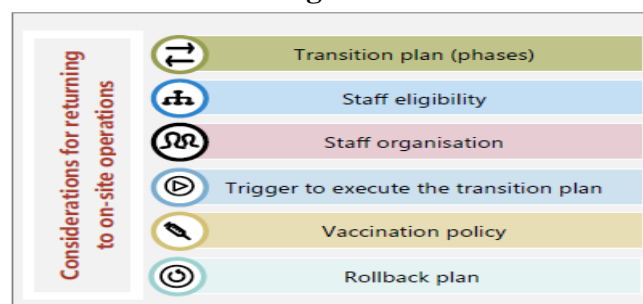 Considerations for returning
to on-site operations
Transition plan (phases)
Staff eligibility
Staff organisation
Trigger to execute the transition plan
Vaccination policy
Rollback plan